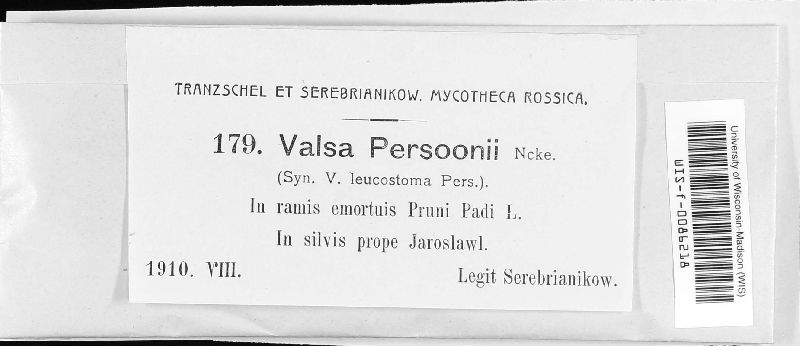 TRANZSCHEL ET SEREBRIANIKOW. MYCOTHECA ROSSICA.
179. Valsa Persoonii Ncke.
(Syn. V. leucostoma Pers.).
In ramis emortuis Pruni Padi L.
In silvis prope Jaroslawl.
1910. VIII.
Legit Serebrianikow.
University of Wisconsin-Madison (WIS)
WIS-f-0089218